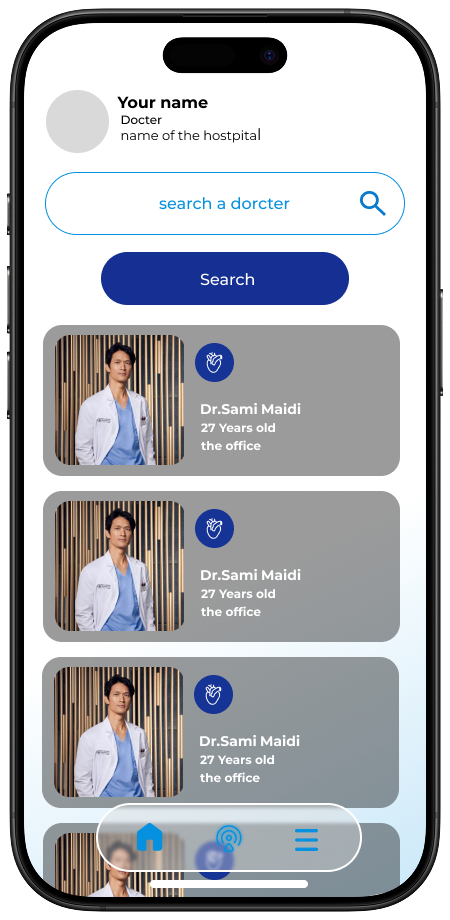 Your name
Docter
name of the hostpital
search a dorcter
Search
Dr.Sami Maidi
27 Years old
the office
Dr.Sami Maidi
27 Years old
the office
Dr.Sami Maidi
27 Years old
the office